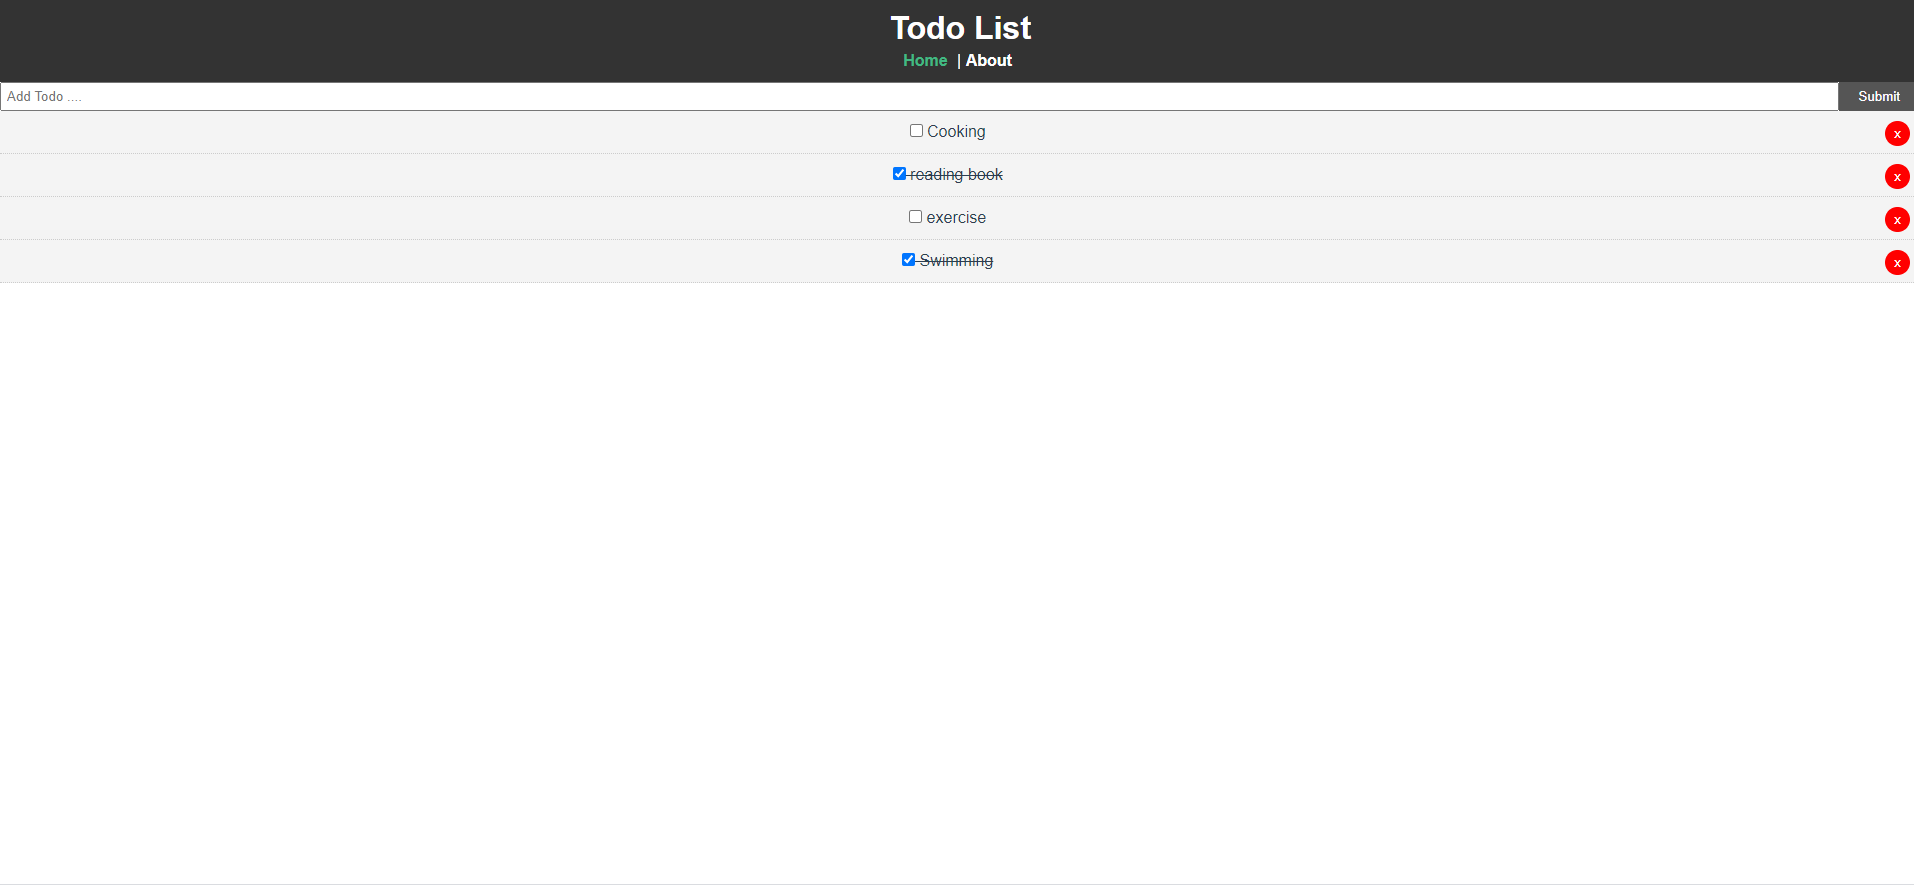 Todo List
Home | About
Add Todo ....
Submit
Cooking
x
reading book
x
exercise
x
Swimming
x